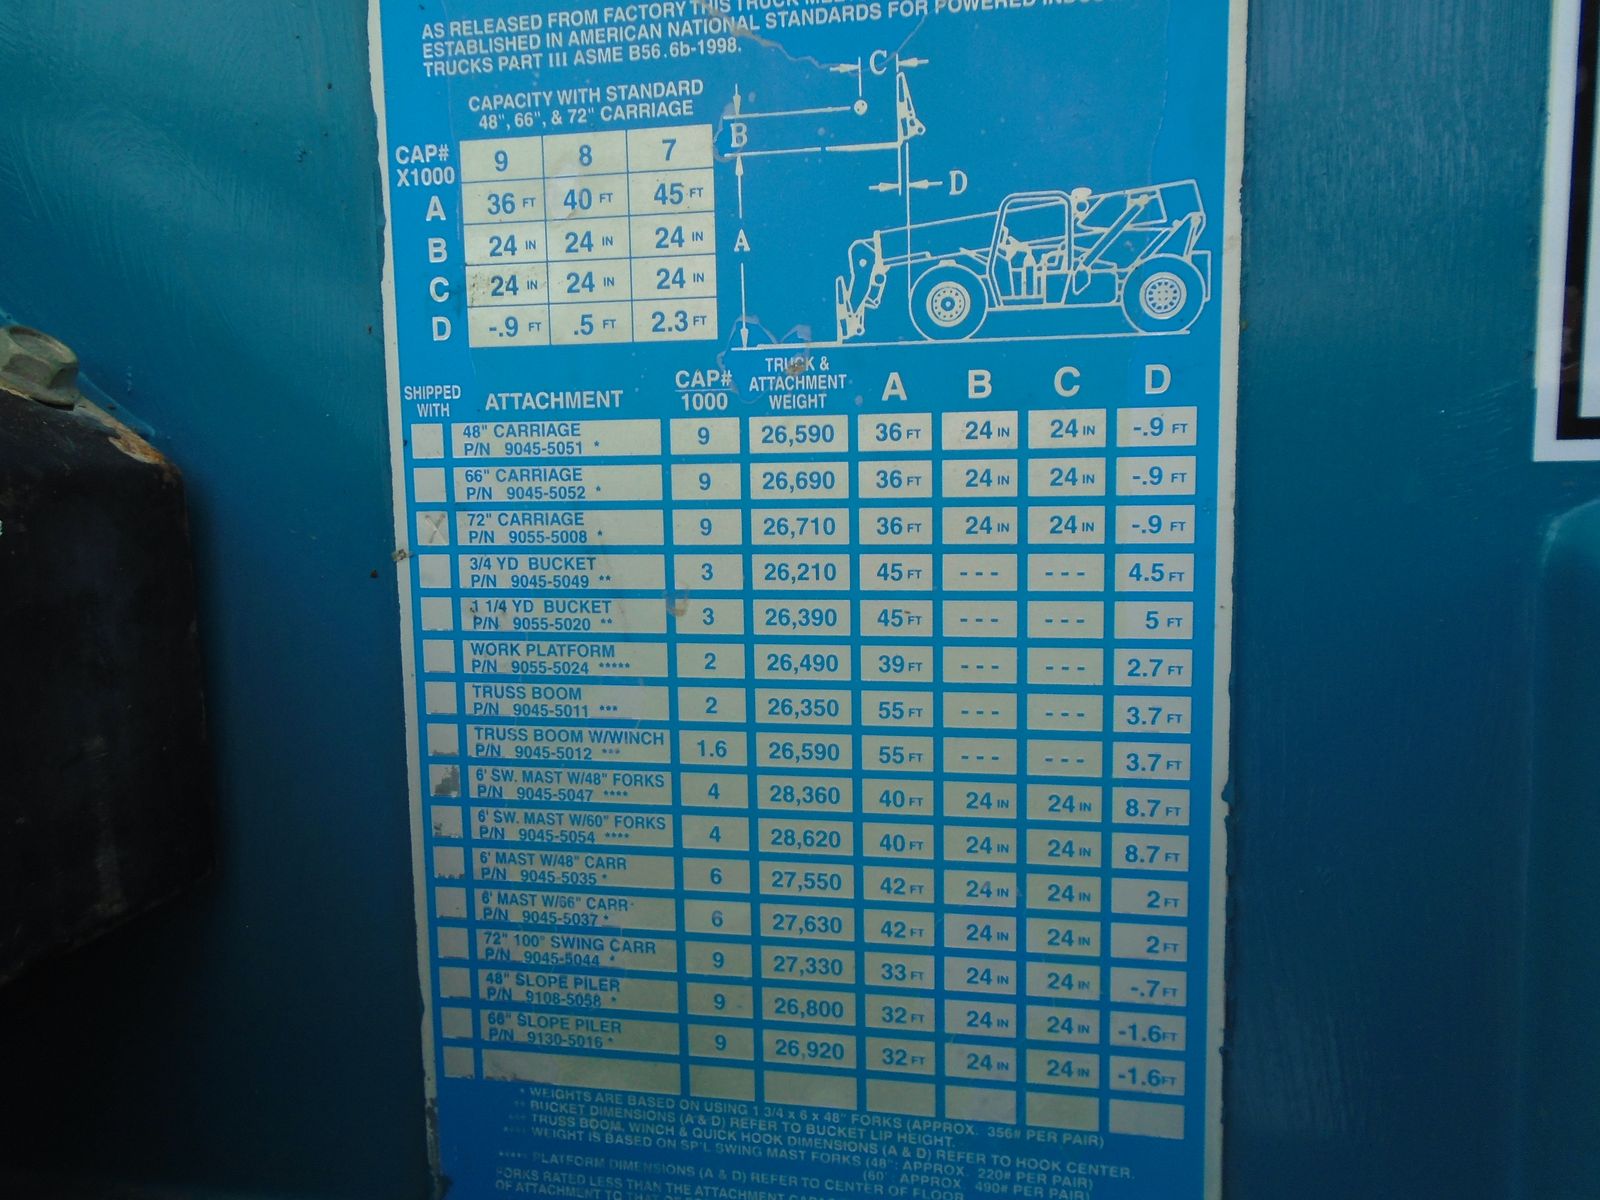 AS RELEASED FROM FACTORY THIS TRUCK
ESTABLISHED IN AMERICAN NATIONAL STANDARDS FOR POWERED
TRUCKS PART III ASME B56.6b-1998.
CAPACITY WITH STANDARD
48", 66", & 72" CARRIAGE
CAP# X1000 9 8 7
A 36 FT 40 FT 45 FT
B 24 IN 24 IN 24 IN
C 24 IN 24 IN 24 IN
D -.9 FT .5 FT 2.3 FT
C
B
D
A
SHIPPED WITH ATTACHMENT CAP# 1000 TRUCK & ATTACHMENT WEIGHT A B C D
48" CARRIAGE P/N 9045-5051 * 9 26,590 36 FT 24 IN 24 IN -.9 FT
66" CARRIAGE P/N 9045-5052 * 9 26,690 36 FT 24 IN 24 IN -.9 FT
X 72" CARRIAGE P/N 9055-5008 * 9 26,710 36 FT 24 IN 24 IN -.9 FT
3/4 YD BUCKET P/N 9045-5049 ** 3 26,210 45 FT --- --- 4.5 FT
1 1/4 YD BUCKET P/N 9055-5020 ** 3 26,390 45 FT --- --- 5 FT
WORK PLATFORM P/N 9055-5024 ***** 2 26,490 39 FT --- --- 2.7 FT
TRUSS BOOM P/N 9045-5011 *** 2 26,350 55 FT --- --- 3.7 FT
TRUSS BOOM W/WINCH P/N 9045-5012 *** 1.6 26,590 55 FT --- --- 3.7 FT
6' SW. MAST W/48" FORKS P/N 9045-5047 **** 4 28,360 40 FT 24 IN 24 IN 8.7 FT
6' SW. MAST W/60" FORKS P/N 9045-5054 **** 4 28,620 40 FT 24 IN 24 IN 8.7 FT
6' MAST W/48" CARR P/N 9045-5035 * 6 27,550 42 FT 24 IN 24 IN 2 FT
6' MAST W/66" CARR P/N 9045-5037 * 6 27,630 42 FT 24 IN 24 IN 2 FT
72" 100° SWING CARR P/N 9045-5044 * 9 27,330 33 FT 24 IN 24 IN -.7 FT
48" SLOPE PILER P/N 9108-5058 * 9 26,800 32 FT 24 IN 24 IN -1.6 FT
66" SLOPE PILER P/N 9130-5016 * 9 26,920 32 FT 24 IN 24 IN -1.6 FT
* WEIGHTS ARE BASED ON USING 1 3/4 x 6 x 48" FORKS (APPROX. 356# PER PAIR)
** BUCKET DIMENSIONS (A & D) REFER TO BUCKET LIP HEIGHT.
*** TRUSS BOOM, WINCH & QUICK HOOK DIMENSIONS (A & D) REFER TO HOOK CENTER.
**** WEIGHT IS BASED ON SP'L SWING MAST FORKS (48": APPROX. 220# PER PAIR)
(60": APPROX. 490# PER PAIR)
***** PLATFORM DIMENSIONS (A & D) REFER TO CENTER OF FLOOR
FORKS RATED LESS THAN THE ATTACHMENT
OF ATTACHMENT TO